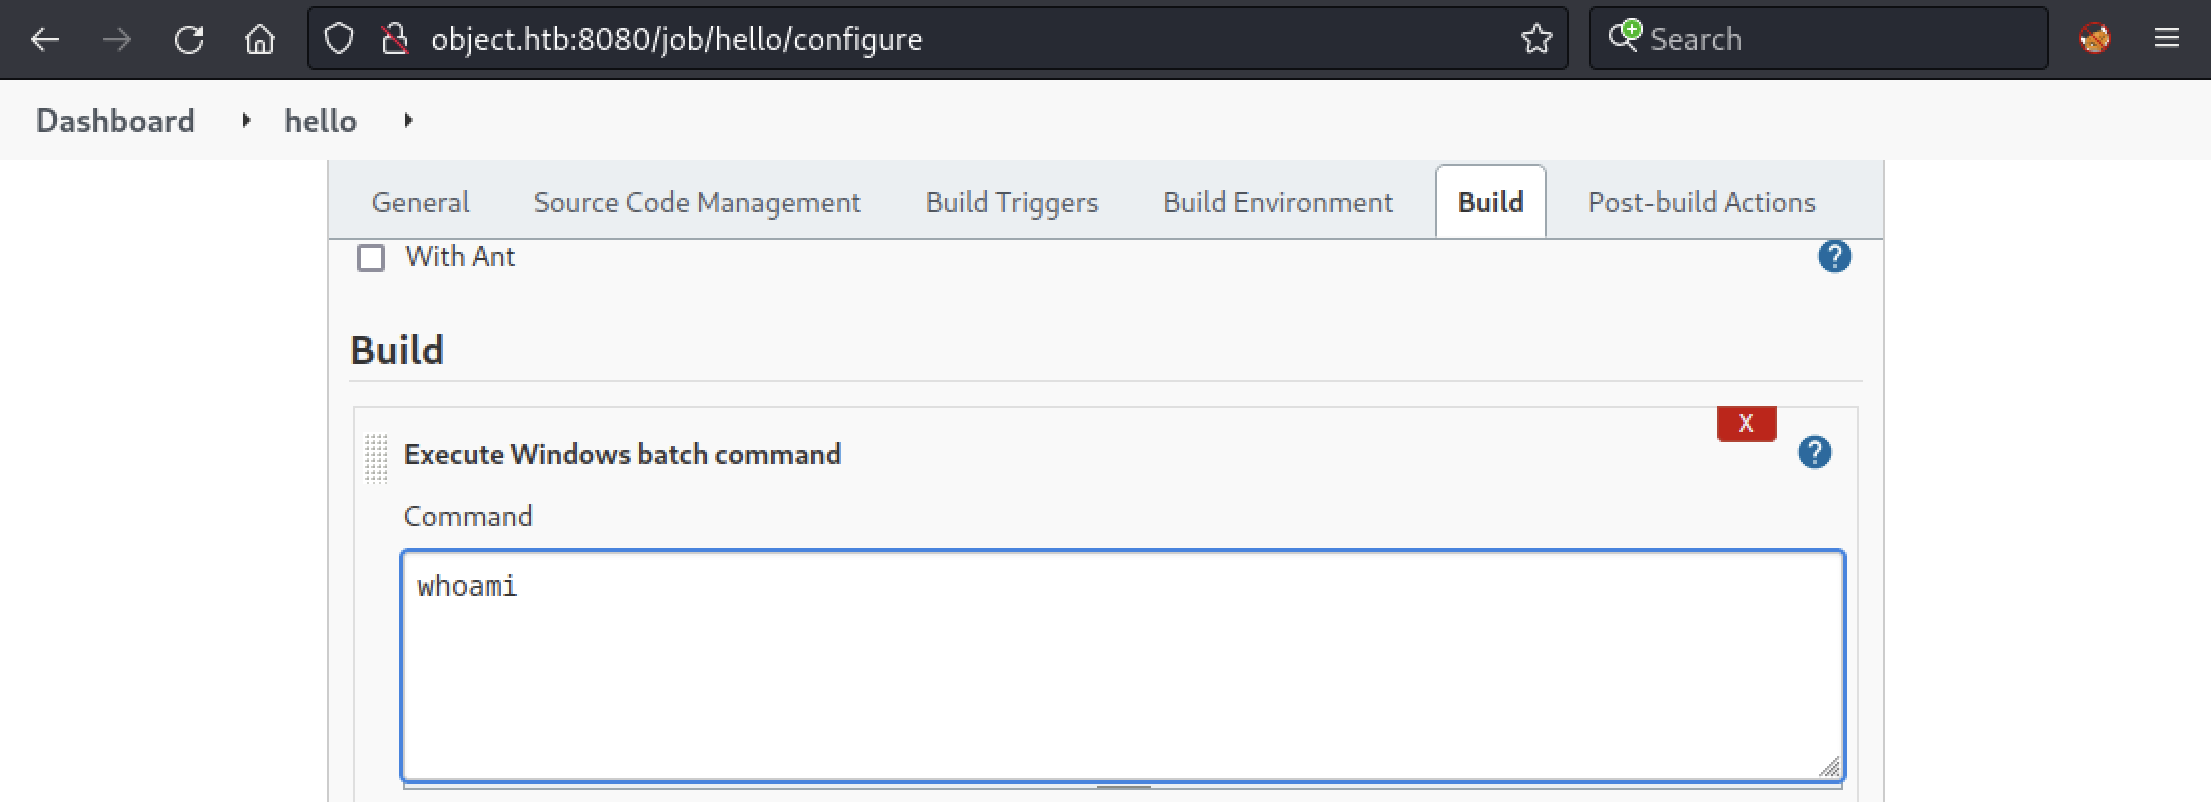 object.htb:8080/job/hello/configure
Search
Dashboard hello
General Source Code Management Build Triggers Build Environment Build Post-build Actions
With Ant ?
Build
X
Execute Windows batch command ?
Command
whoami